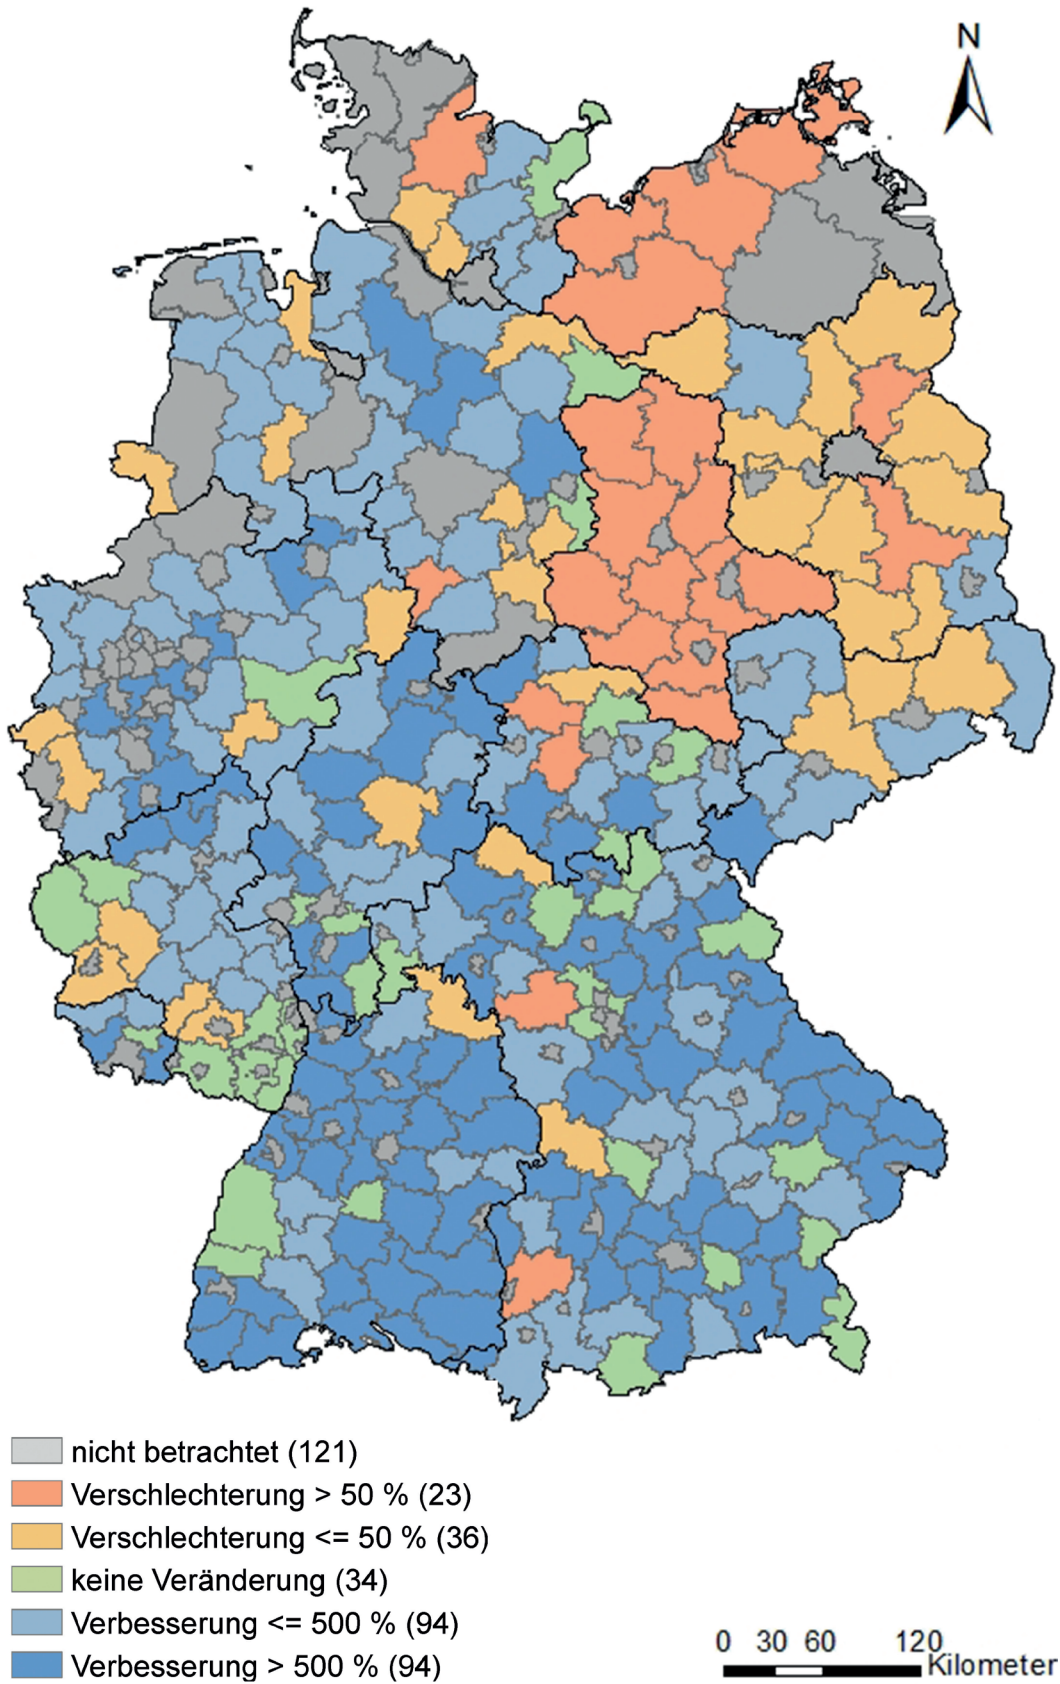 N
nicht betrachtet (121)
Verschlechterung > 50 % (23)
Verschlechterung <= 50 % (36)
keine Veränderung (34)
Verbesserung <= 500 % (94)
Verbesserung > 500 % (94)
0 30 60 120
Kilometer